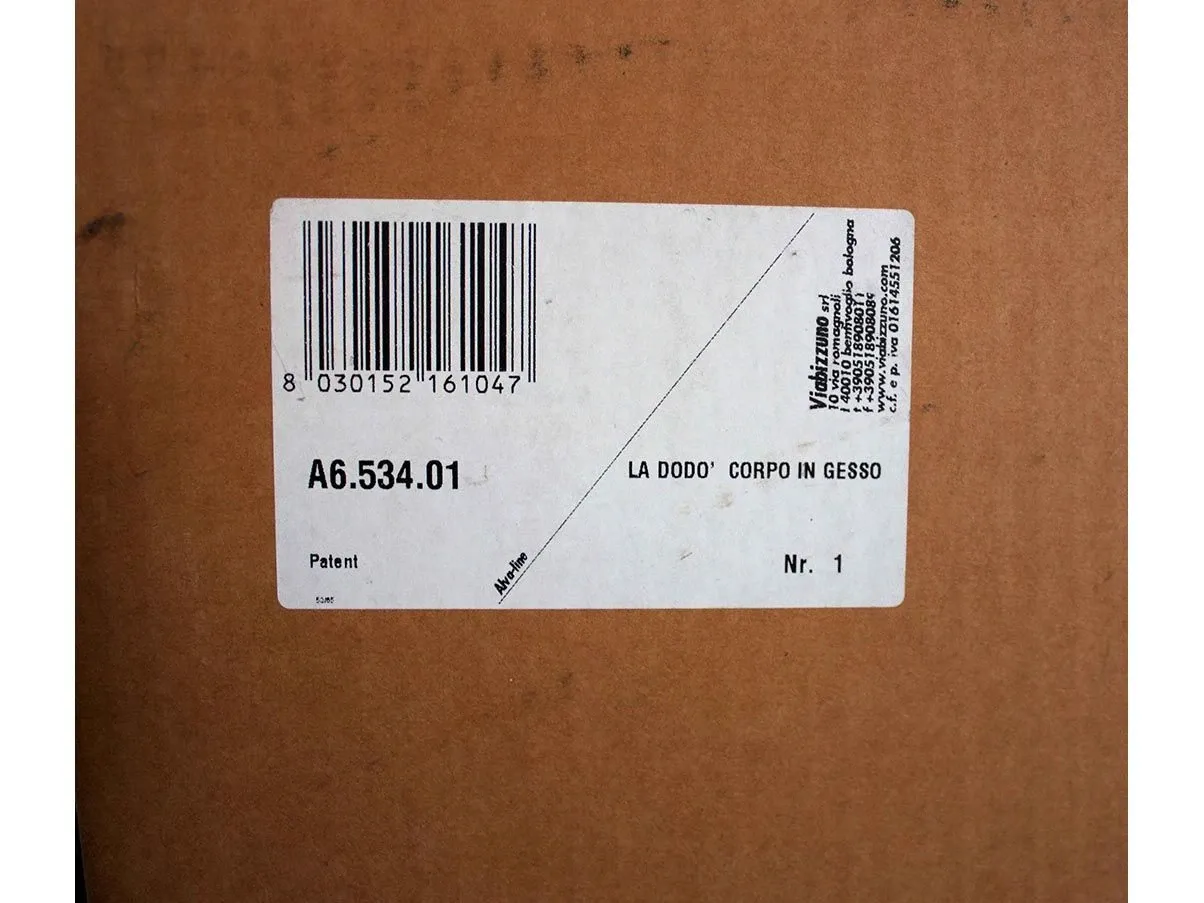 8 030152 161047
A6.534.01
Patent
Alva-line
Viabizzuno srl
10 via romagnoli
i 40010 bentivoglio bologna
t +390518908011
f +390518908089
www.viabizzuno.com
c.f. e p. iva 01614551206
LA DODO' CORPO IN GESSO
Nr. 1